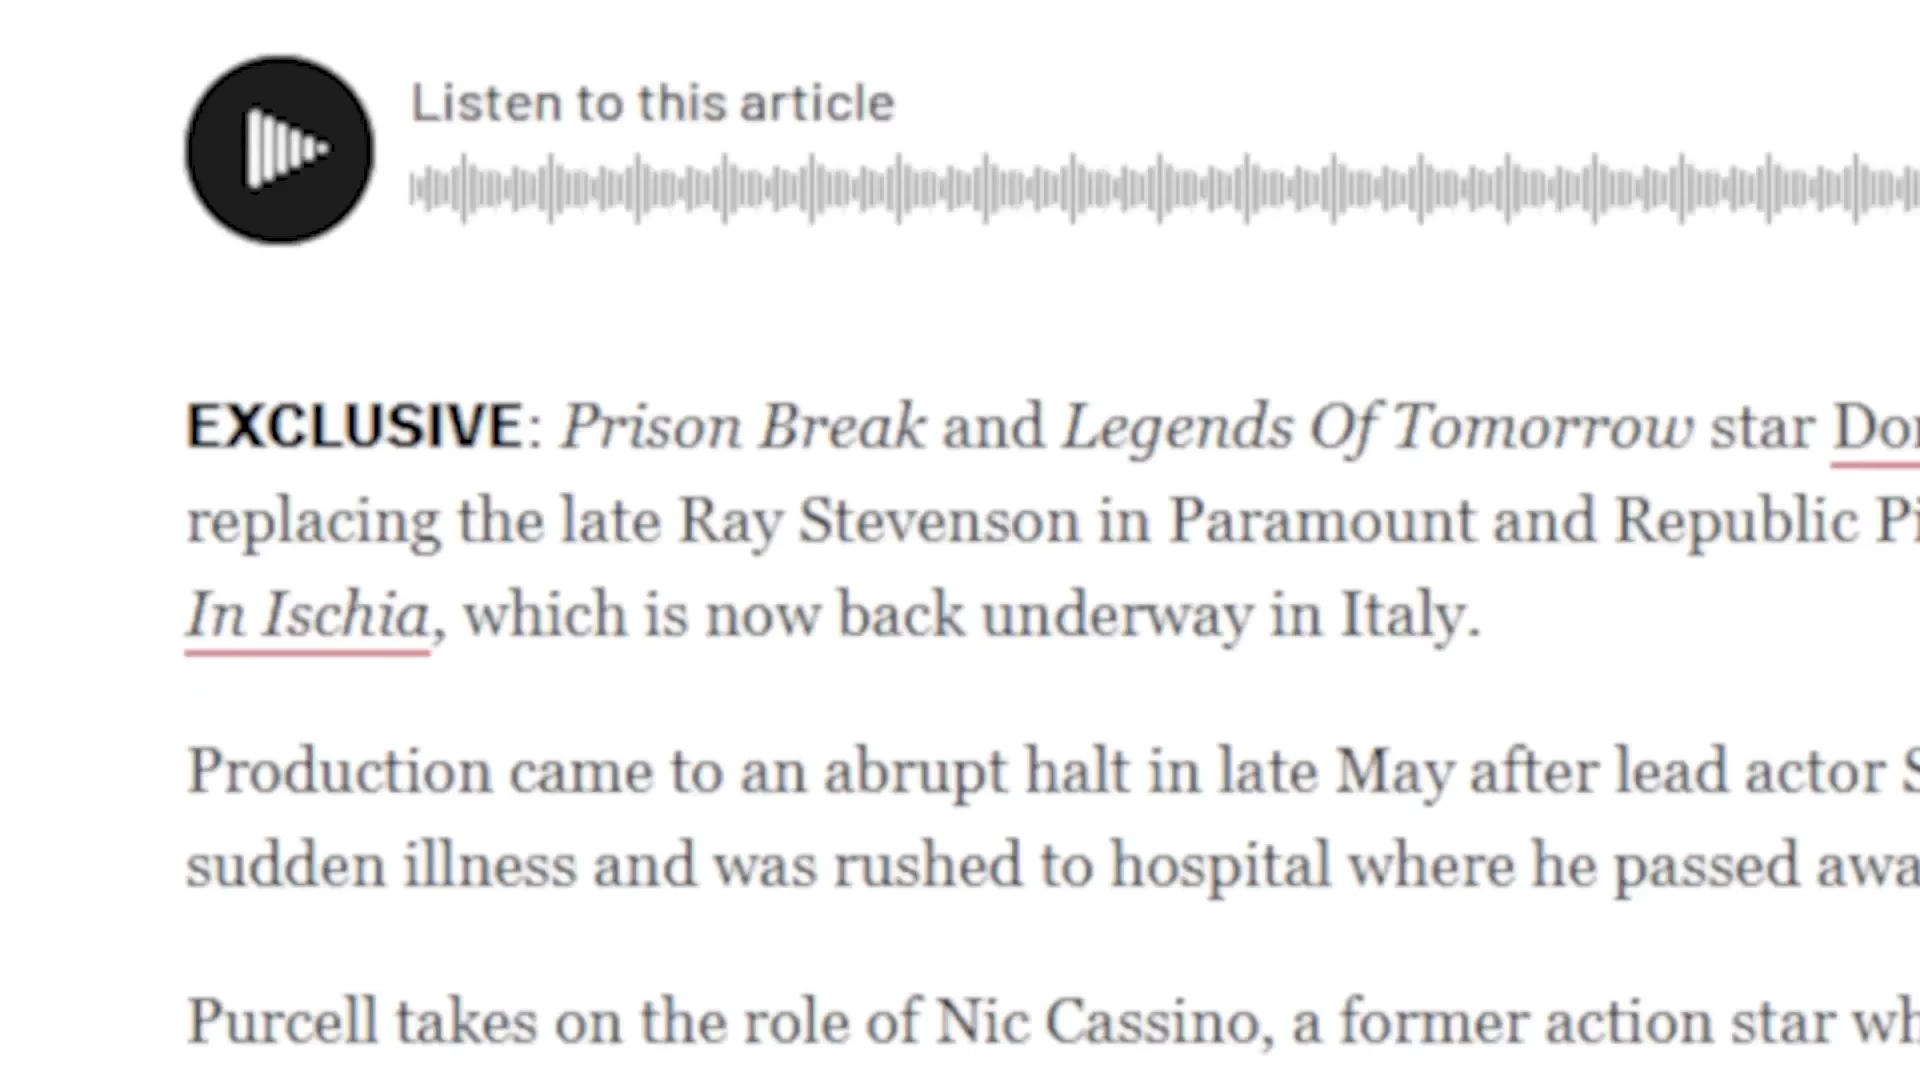 Listen to this article
EXCLUSIVE: Prison Break and Legends Of Tomorrow star
replacing the late Ray Stevenson in Paramount and Republic
In Ischia, which is now back underway in Italy.
Production came to an abrupt halt in late May after lead actor
sudden illness and was rushed to hospital where he passed
Purcell takes on the role of Nic Cassino, a former action star